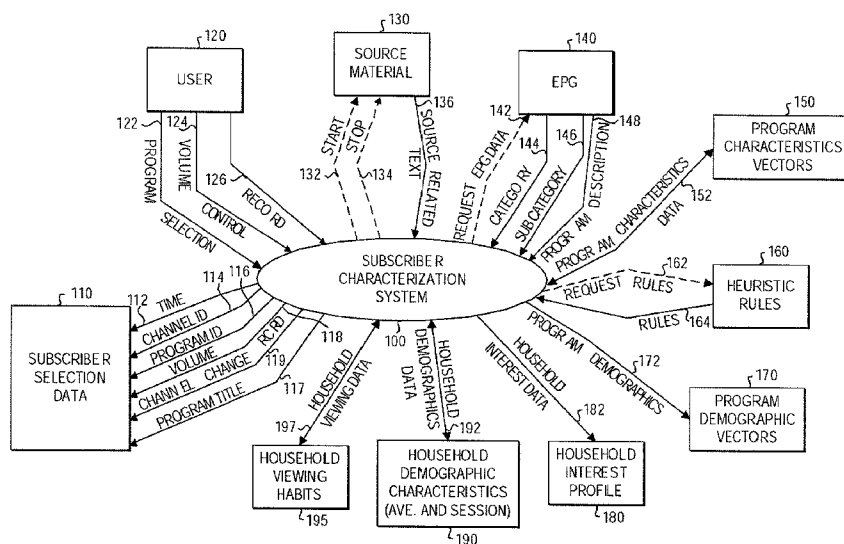 120
USER
130
SOURCE
MATERIAL
140
EPG
150
PROGRAM
CHARACTERISTICS
VECTORS
122
PROGRAM
SELECTION
124
VOLUME
CONTROL
126
RECORD
START
132
STOP
134
136
SOURCE RELATED
TEXT
142
REQUEST EPG DATA
144
CATEGORY
146
SUBCATEGORY
148
PROGRAM DESCRIPTION
PROGRAM CHARACTERISTICS
DATA
152
SUBSCRIBER
CHARACTERIZATION
SYSTEM
100
160
HEURISTIC
RULES
162
REQUEST RULES
RULES
164
110
SUBSCRIBER
SELECTION
DATA
112
TIME
114
CHANNEL ID
116
PROGRAM ID
VOLUME
RCRD
118
CHANNEL CHANGE
119
PROGRAM TITLE
117
197
HOUSEHOLD
VIEWING DATA
HOUSEHOLD
DEMOGRAPHICS
DATA
192
HOUSEHOLD
INTEREST DATA
182
PROGRAM DEMOGRAPHICS
172
170
PROGRAM
DEMOGRAPHIC
VECTORS
HOUSEHOLD
VIEWING
HABITS
195
HOUSEHOLD
DEMOGRAPHIC
CHARACTERISTICS
(AVE. AND SESSION)
190
HOUSEHOLD
INTEREST
PROFILE
180